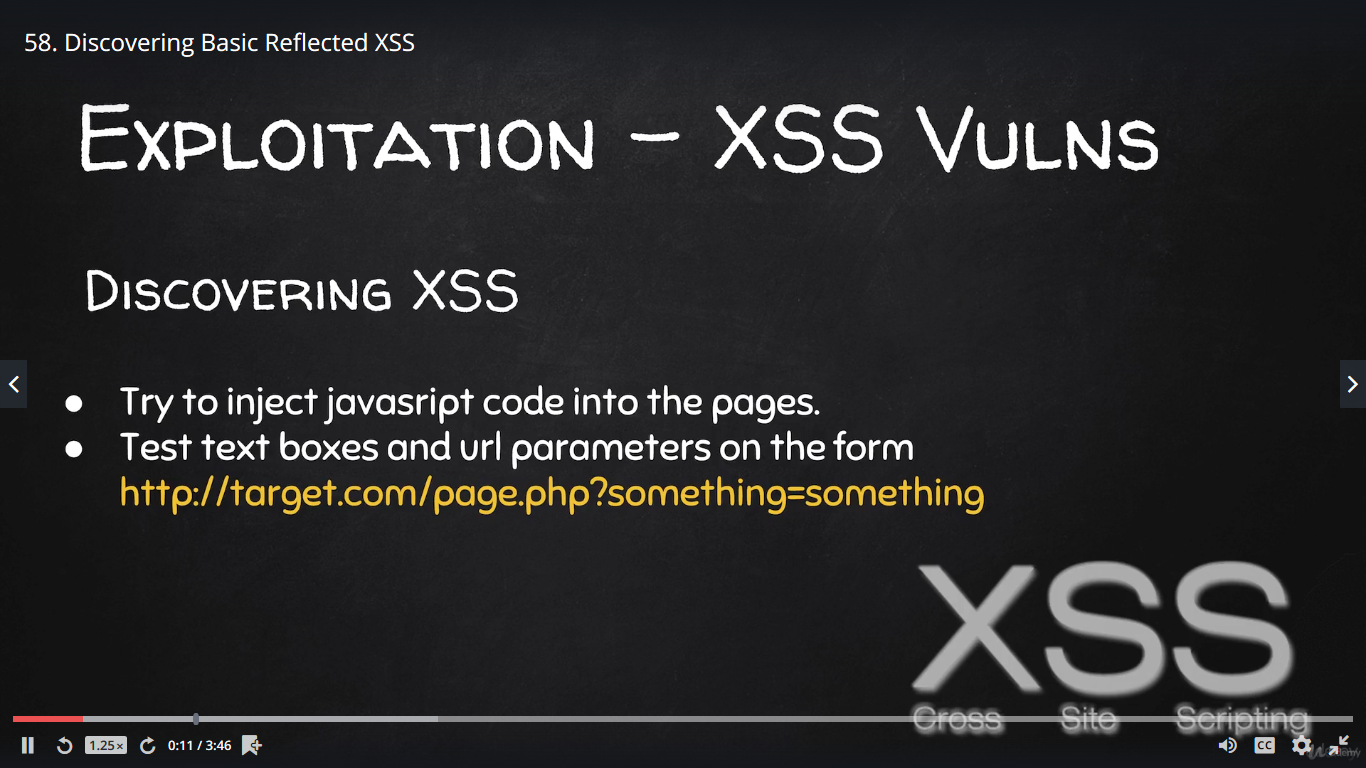 58. Discovering Basic Reflected XSS
Exploitation – XSS Vulns
Discovering XSS
● Try to inject javasript code into the pages.
● Test text boxes and url parameters on the form
http://target.com/page.php?something=something
XSS
Cross Site Scripting
1.25× 0:11 / 3:46 CC